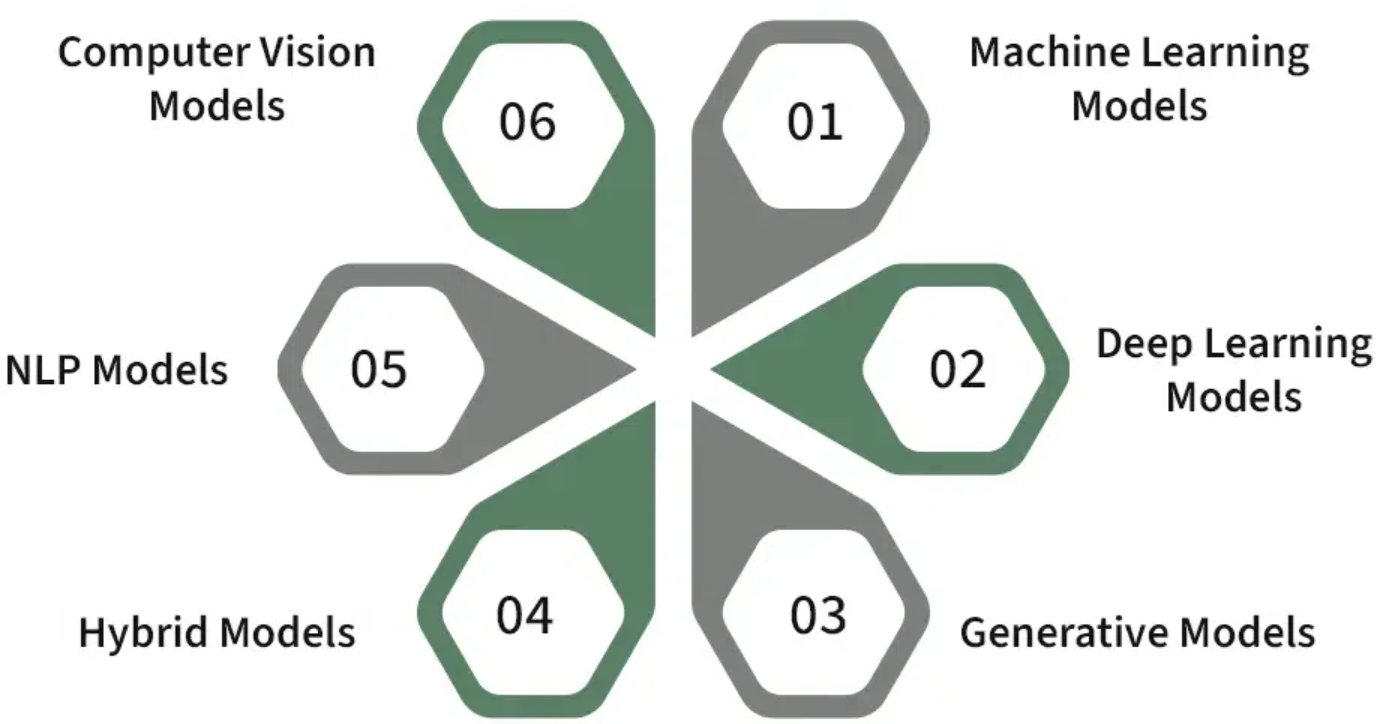 Computer Vision
Models
06
01
Machine Learning
Models
NLP Models
05
02
Deep Learning
Models
Hybrid Models
04
03
Generative Models